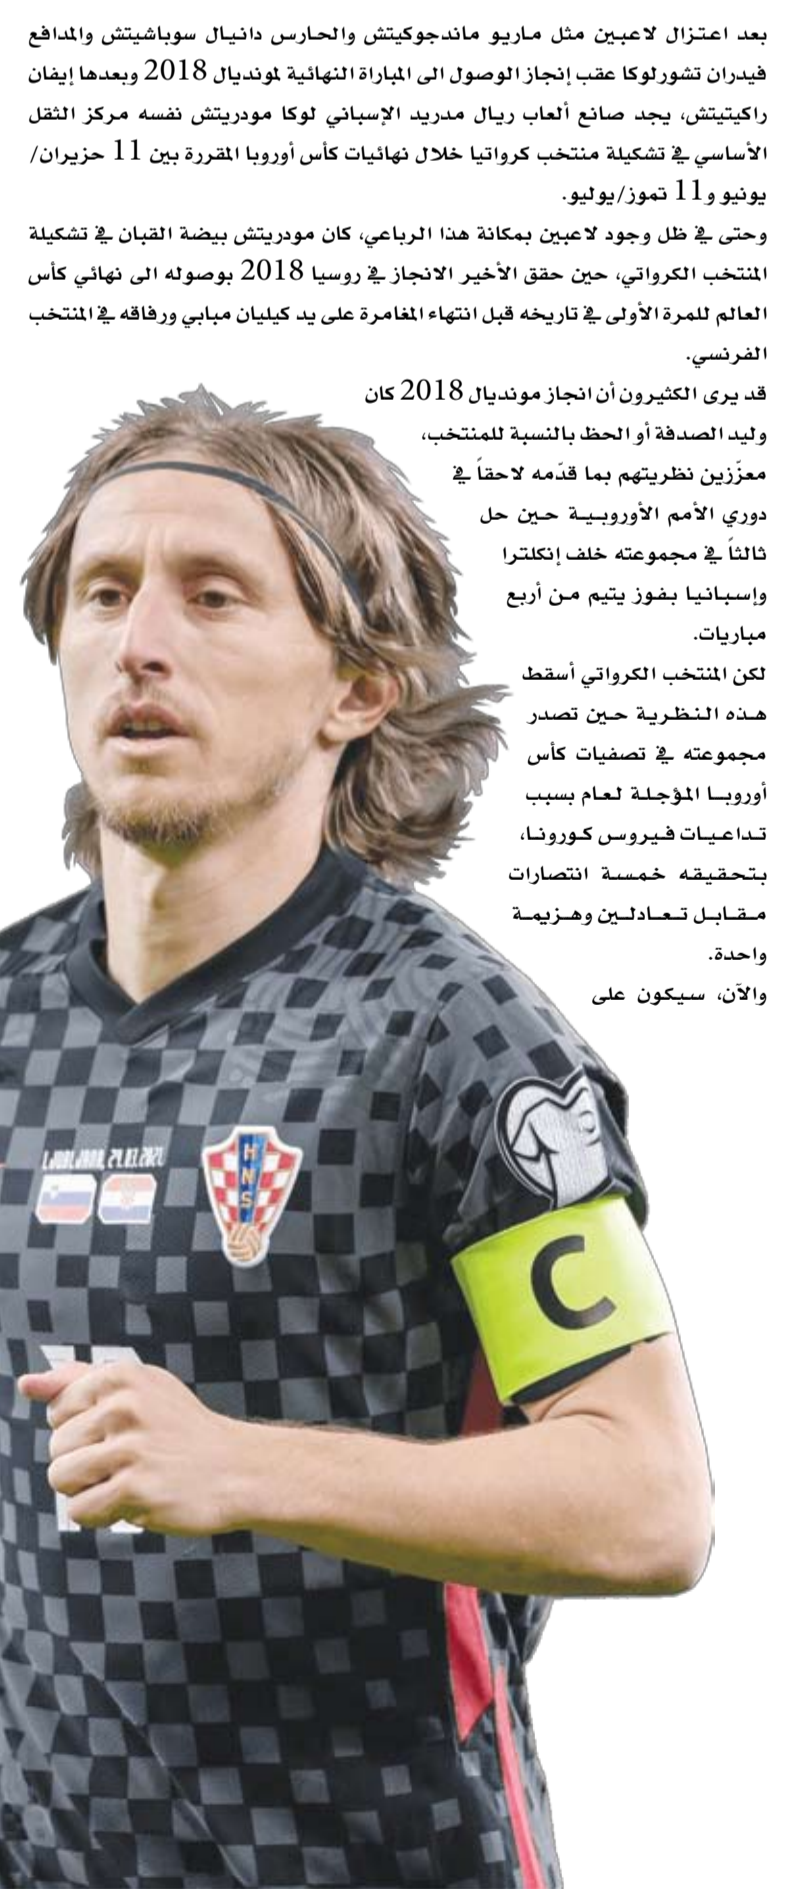 بعد اعتزال لاعبين مثل ماريو ماندجوكيتش والحارس دانيال سوباشيتش والمدافع
فيدران تشورلوكا عقب إنجاز الوصول الى المباراة النهائية لمونديال 2018 وبعدها إيفان
راكيتيتش، يجد صانع ألعاب ريال مدريد الإسباني لوكا مودريتش نفسه مركز الثقل
الأساسي في تشكيلة منتخب كرواتيا خلال نهائيات كأس أوروبا المقررة بين 11 حزيران/
يونيو و11 تموز/يوليو.
وحتى في ظل وجود لاعبين بمكانة هذا الرباعي، كان مودريتش بيضة القبان في تشكيلة
المنتخب الكرواتي، حين حقق الأخير الانجاز في روسيا 2018 بوصوله الى نهائي كأس
العالم للمرة الأولى في تاريخه قبل انتهاء المغامرة على يد كيليان مبابي ورفاقه في المنتخب
الفرنسي.
قد يرى الكثيرون أن انجاز مونديال 2018 كان
وليد الصدفة أو الحظ بالنسبة للمنتخب،
معزّزين نظريتهم بما قدّمه لاحقاً في
دوري الأمم الأوروبية حين حل
ثالثاً في مجموعته خلف إنكلترا
وإسبانيا بفوز يتيم من أربع
مباريات.
لكن المنتخب الكرواتي أسقط
هذه النظرية حين تصدر
مجموعته في تصفيات كأس
أوروبا المؤجلة لعام بسبب
تداعيات فيروس كورونا،
بتحقيقه خمسة انتصارات
مقابل تعادلين وهزيمة
واحدة.
والآن، سيكون على
LJUBLJANA, 24.03.2021
HNS
C